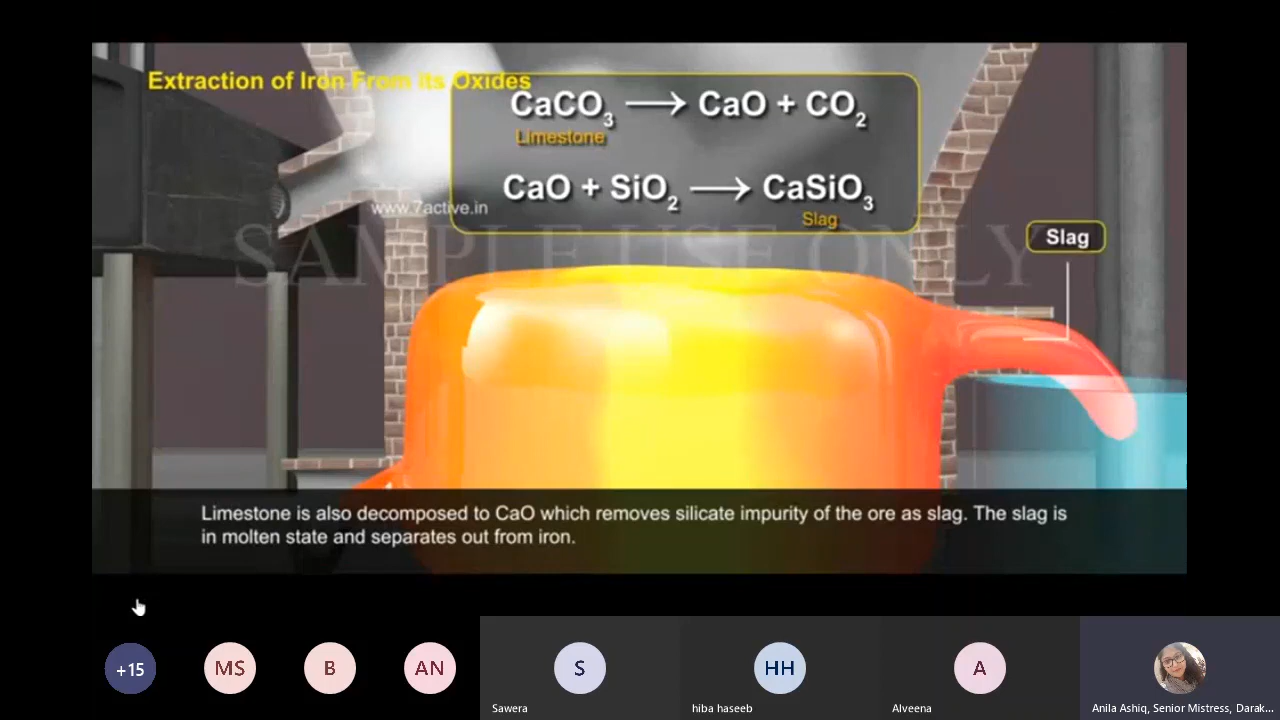 Extraction of Iron From Its Oxides
CaCO₃ ⟶ CaO + CO₂
Limestone
CaO + SiO₂ ⟶ CaSiO₃
Slag
www.7active.in
SAMPLE USE ONLY
Slag
Limestone is also decomposed to CaO which removes silicate impurity of the ore as slag. The slag is
in molten state and separates out from iron.
+15
MS
B
AN
S
HH
A
Sawera
hiba haseeb
Alveena
Anila Ashiq, Senior Mistress, Darak...